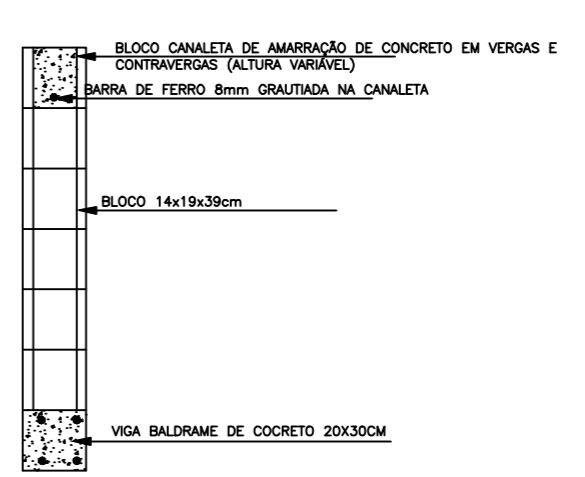 BLOCO CANALETA DE AMARRAÇÃO DE CONCRETO EM VERGAS E
CONTRAVERGAS (ALTURA VARIÁVEL)
BARRA DE FERRO 8mm GRAUTIADA NA CANALETA
BLOCO 14x19x39cm
VIGA BALDRAME DE COCRETO 20X30CM